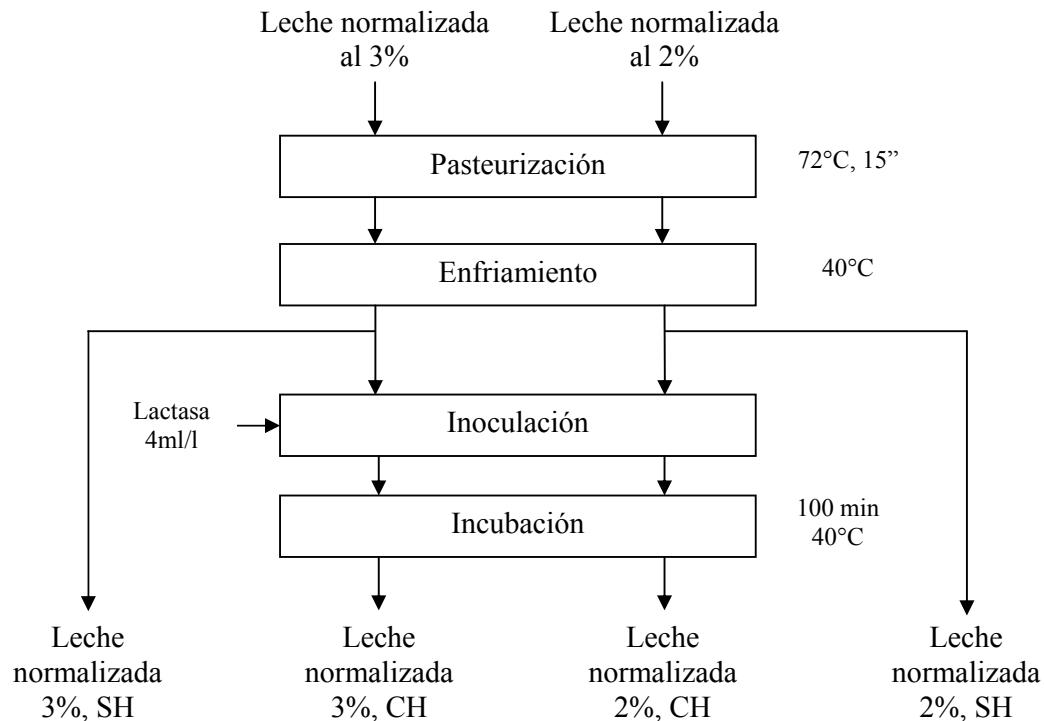 Leche normalizada
al 3%
Leche normalizada
al 2%
Pasteurización
72°C, 15”
Enfriamiento
40°C
Lactasa
4ml/l
Inoculación
Incubación
100 min
40°C
Leche
normalizada
3%, SH
Leche
normalizada
3%, CH
Leche
normalizada
2%, CH
Leche
normalizada
2%, SH